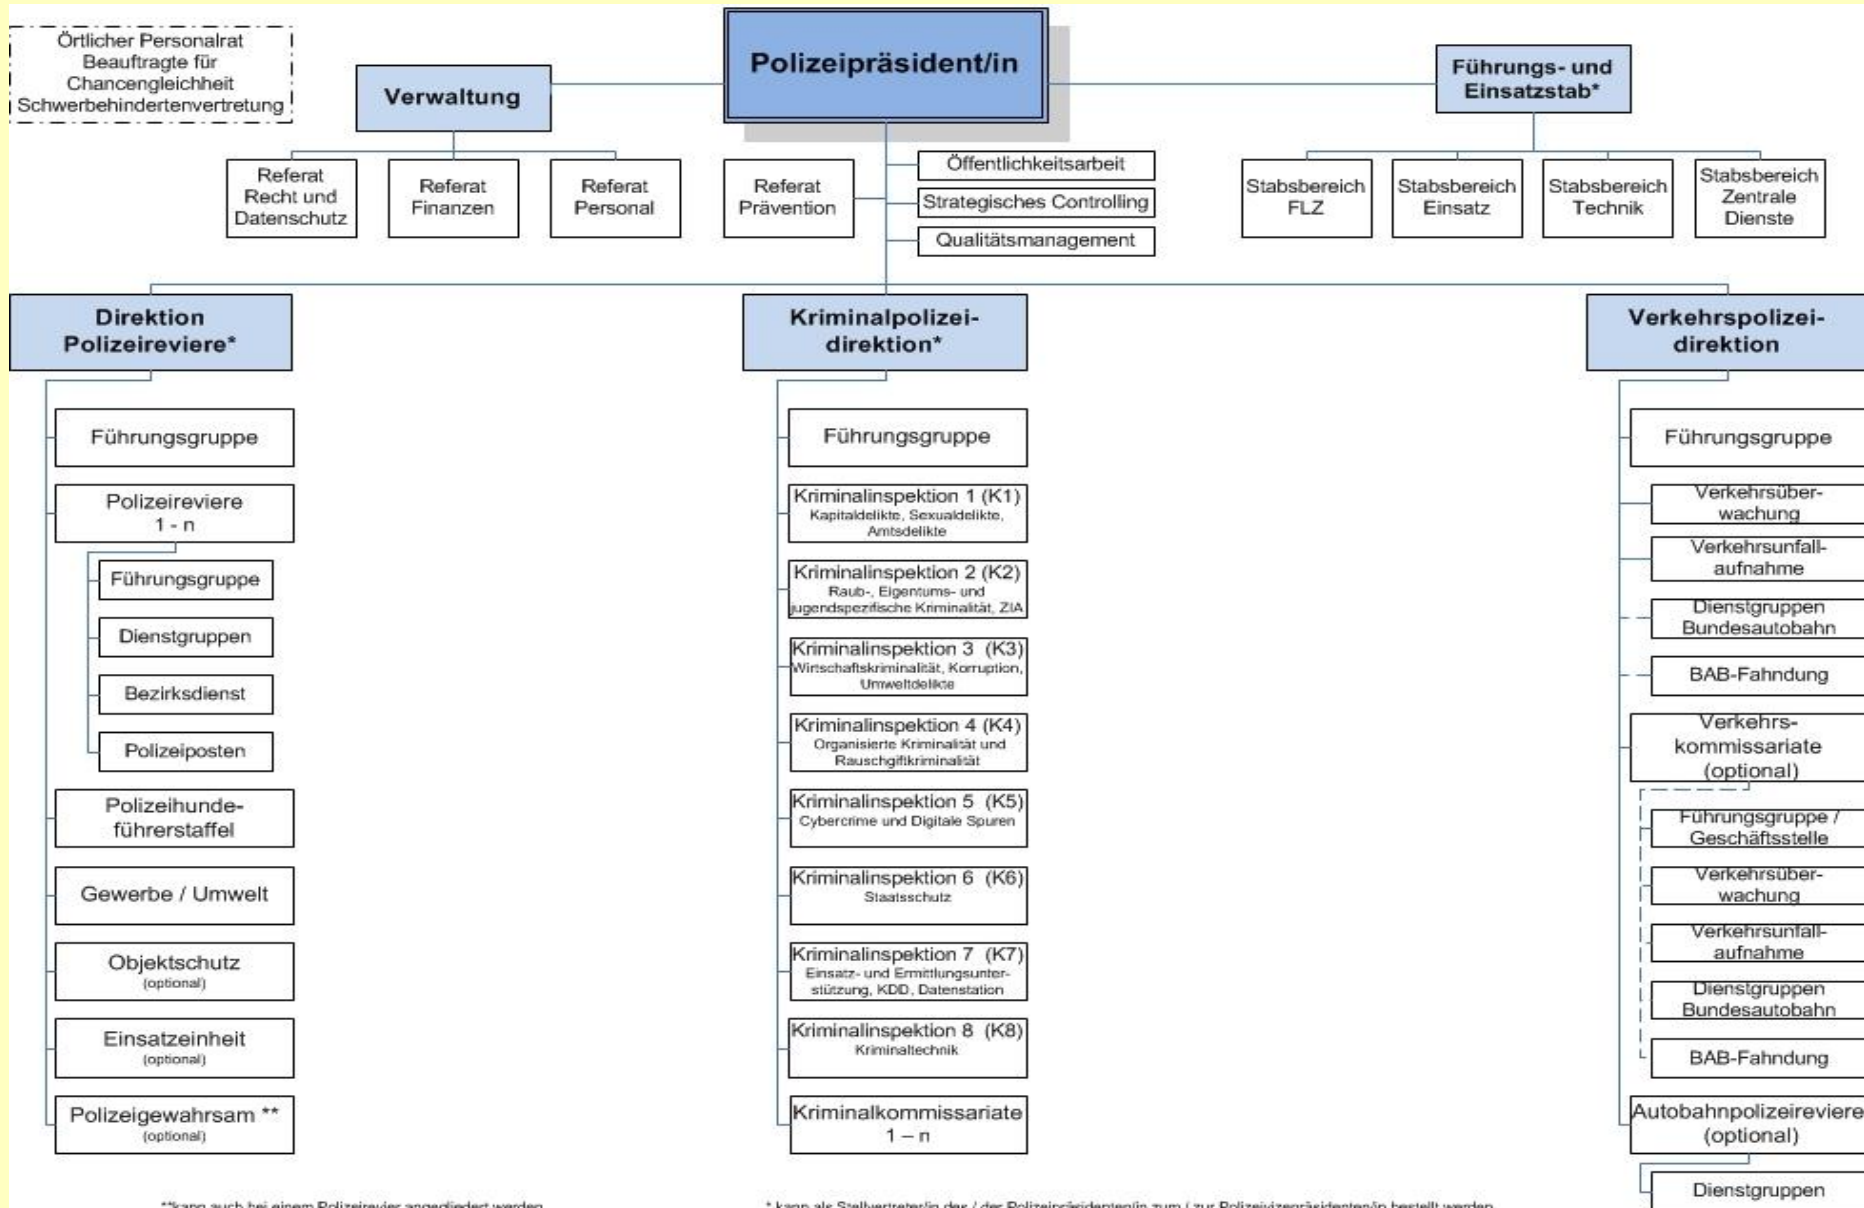 Örtlicher Personalrat
Beauftragte für
Chancengleichheit
Schwerbehindertenvertretung
Verwaltung
Polizeipräsident/in
Führungs- und
Einsatzstab*
Referat
Recht und
Datenschutz
Referat
Finanzen
Referat
Personal
Referat
Prävention
Öffentlichkeitsarbeit
Strategisches Controlling
Qualitätsmanagement
Stabsbereich
FLZ
Stabsbereich
Einsatz
Stabsbereich
Technik
Stabsbereich
Zentrale
Dienste
Direktion
Polizeireviere*
Führungsgruppe
Polizeireviere
1 - n
Führungsgruppe
Dienstgruppen
Bezirksdienst
Polizeiposten
Polizeihunde-
führerstaffel
Gewerbe / Umwelt
Objektschutz
(optional)
Einsatzeinheit
(optional)
Polizeigewahrsam **
(optional)
Kriminalpolizei-
direktion*
Führungsgruppe
Kriminalinspektion 1 (K1)
Kapitaldelikte, Sexualdelikte,
Amtsdelikte
Kriminalinspektion 2 (K2)
Raub-, Eigentums- und
jugendspezifische Kriminalität, ZIA
Kriminalinspektion 3 (K3)
Wirtschaftskriminalität, Korruption,
Umweltdelikte
Kriminalinspektion 4 (K4)
Organisierte Kriminalität und
Rauschgiftkriminalität
Kriminalinspektion 5 (K5)
Cybercrime und Digitale Spuren
Kriminalinspektion 6 (K6)
Staatsschutz
Kriminalinspektion 7 (K7)
Einsatz- und Ermittlungsunter-
stützung, KDD, Datenstation
Kriminalinspektion 8 (K8)
Kriminaltechnik
Kriminalkommissariate
1 – n
Verkehrspolizei-
direktion
Führungsgruppe
Verkehrsüber-
wachung
Verkehrsunfall-
aufnahme
Dienstgruppen
Bundesautobahn
BAB-Fahndung
Verkehrs-
kommissariate
(optional)
Führungsgruppe /
Geschäftsstelle
Verkehrsüber-
wachung
Verkehrsunfall-
aufnahme
Dienstgruppen
Bundesautobahn
BAB-Fahndung
Autobahnpolizeireviere
(optional)
Dienstgruppen
**kann auch bei einem Polizeirevier angegliedert werden
* kann als Stellvertreter/in des / der Polizeipräsidenten/in zum / zur Polizeivizepräsidenten/in bestellt werden